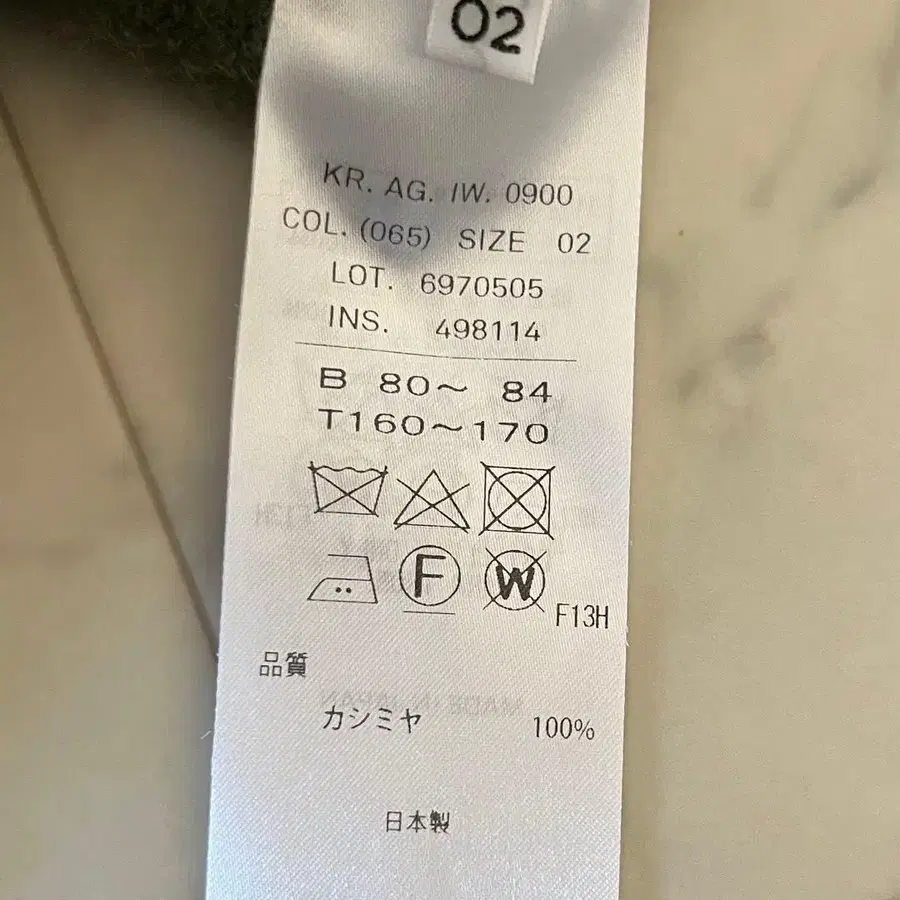 02
KR. AG. IW. 0900
COL. (065) SIZE 02
LOT. 6970505
INS. 498114
B 80～ 84
T160～170
F W F13H
品質
カシミヤ 100%
日本製